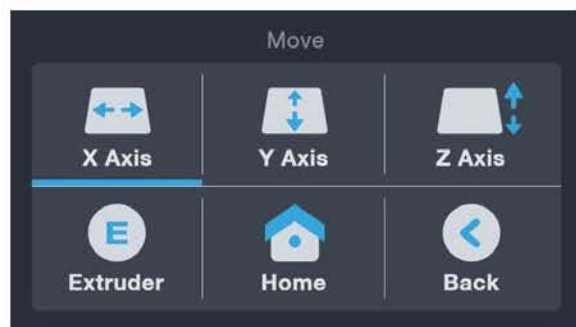 Move
X Axis
Y Axis
Z Axis
E
Extruder
Home
Back